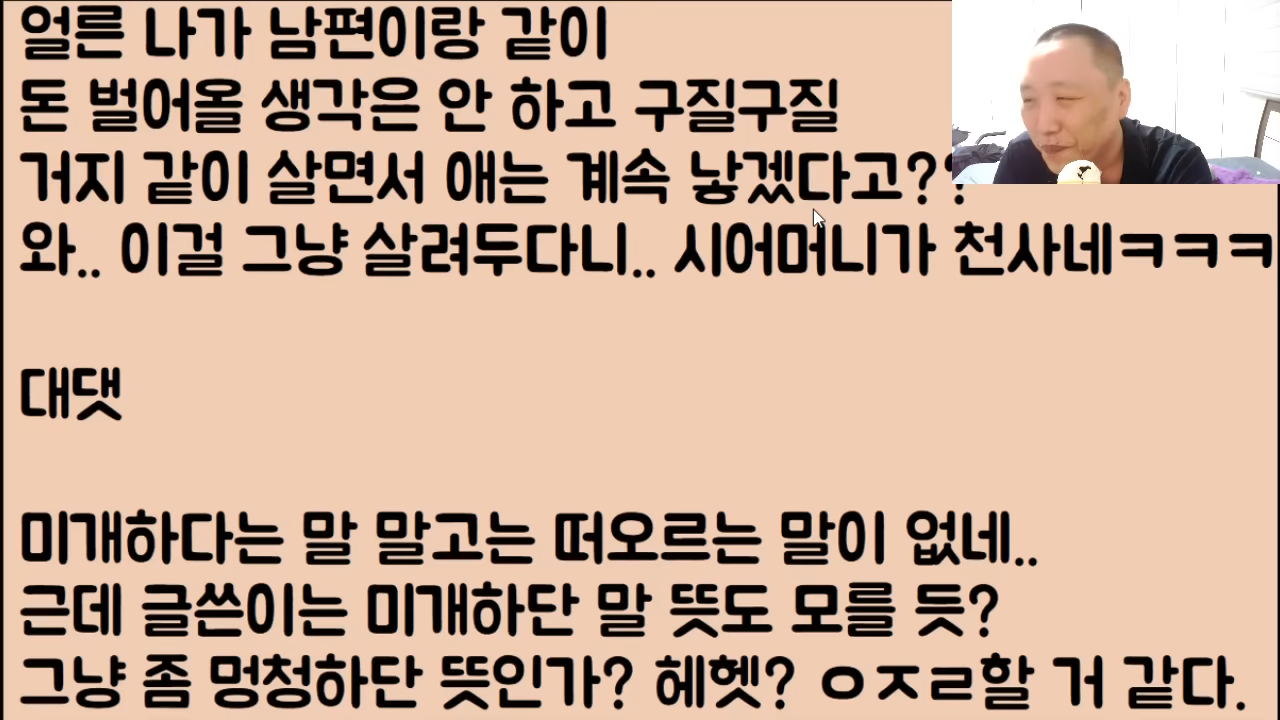 얼른 나가 남편이랑 같이
돈 벌어올 생각은 안 하고 구질구질
거지 같이 살면서 애는 계속 낳겠다고??
와.. 이걸 그냥 살려두다니.. 시어머니가 천사네ㅋㅋㅋ
대댓
미개하다는 말 말고는 떠오르는 말이 없네..
근데 글쓴이는 미개하단 말 뜻도 모를 듯?
그냥 좀 멍청하단 뜻인가? 헤헷? ㅇㅈㄹ할 거 같다.